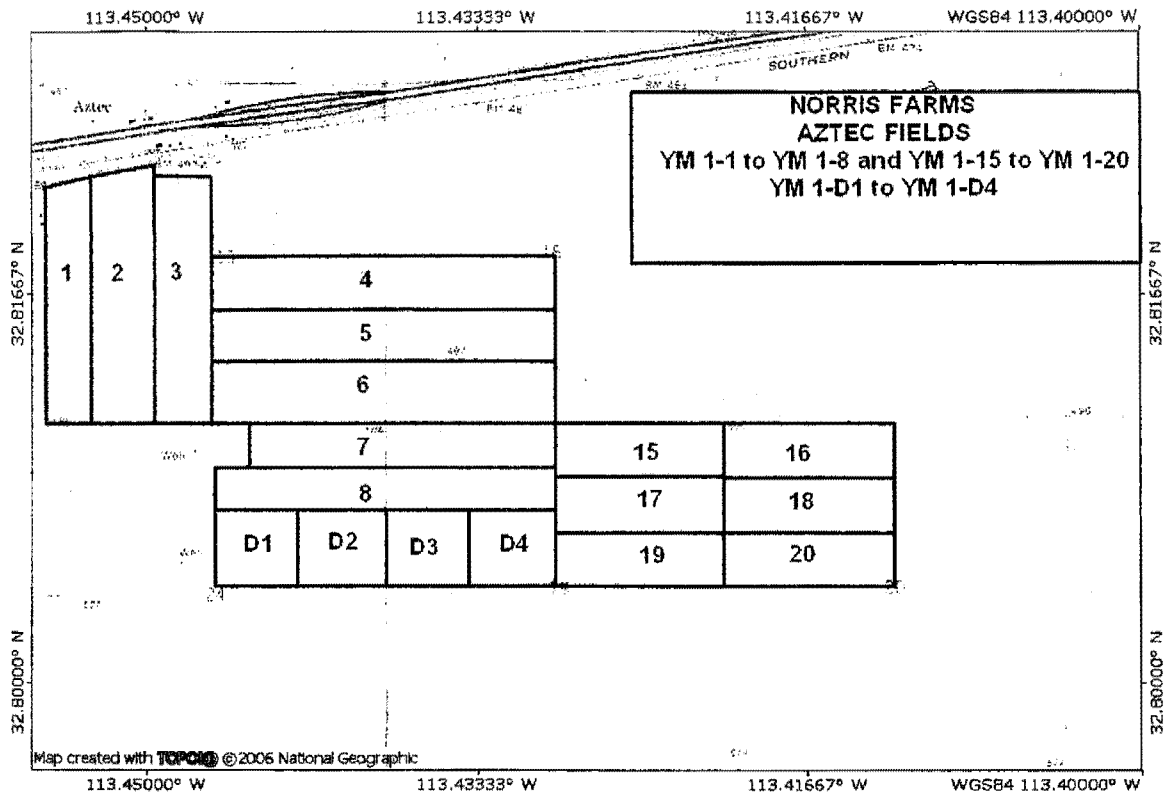 113.45000° W 113.43333° W 113.41667° W WGS84 113.40000° W
SOUTHERN
Aztec
NORRIS FARMS
AZTEC FIELDS
YM 1-1 to YM 1-8 and YM 1-15 to YM 1-20
YM 1-D1 to YM 1-D4
32.81667° N
32.81667° N
1 2 3
4
5
6
7
15 16
8
17 18
D1 D2 D3 D4
19 20
32.80000° N
32.80000° N
Map created with TOPO!® ©2006 National Geographic
113.45000° W 113.43333° W 113.41667° W WGS84 113.40000° W